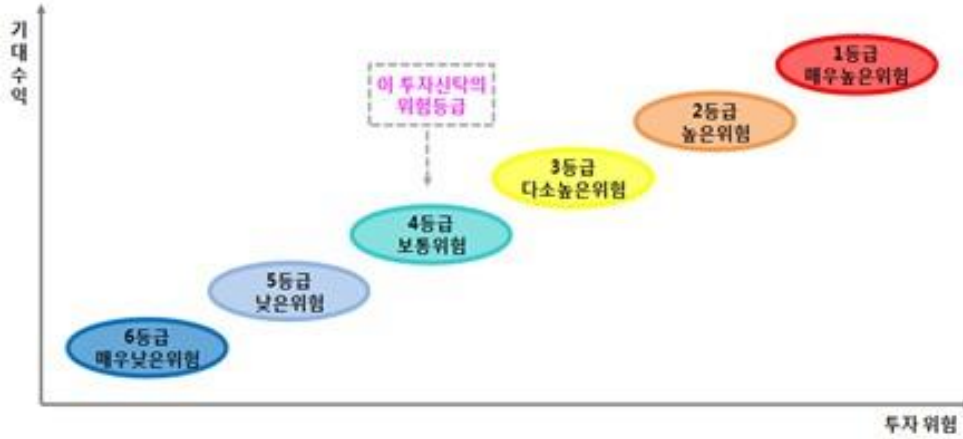 기
대
수
익
1등급
매우높은위험
이 투자신탁의
위험등급
2등급
높은위험
3등급
다소높은위험
4등급
보통위험
5등급
낮은위험
6등급
매우낮은위험
투자 위험